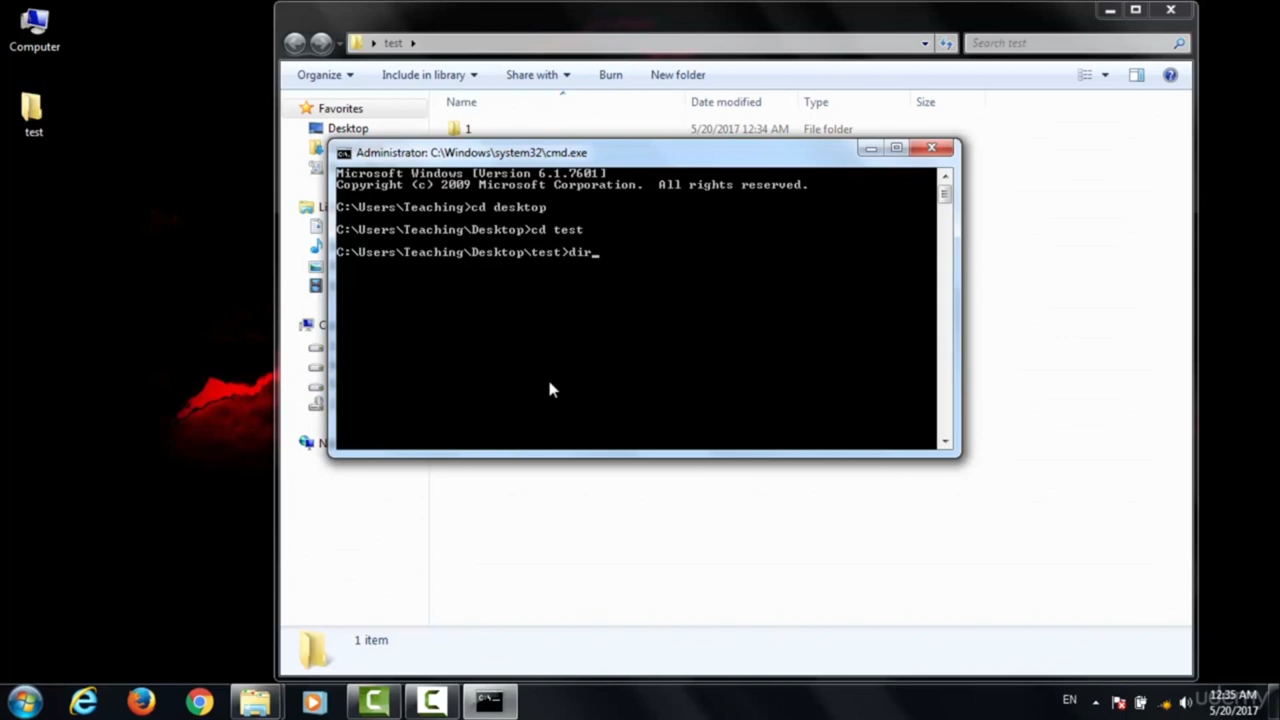 Computer
test
test
Search test
Organize
Include in library
Share with
Burn
New folder
Favorites
Desktop
Name
Date modified
Type
Size
1
5/20/2017 12:34 AM
File folder
Administrator: C:\Windows\system32\cmd.exe
Microsoft Windows [Version 6.1.7601]
Copyright (c) 2009 Microsoft Corporation.  All rights reserved.
C:\Users\Teaching>cd desktop
C:\Users\Teaching\Desktop>cd test
C:\Users\Teaching\Desktop\test>dir_
1 item
EN
12:35 AM
5/20/2017
udemy